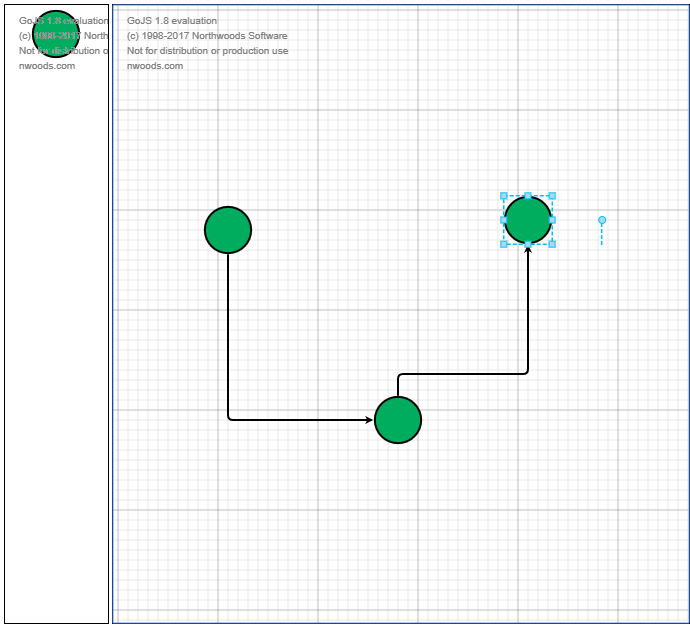 GoJS 1.8 evaluation
(c) 1998-2017 North
Not for distribution o
nwoods.com
GoJS 1.8 evaluation
(c) 1998-2017 Northwoods Software
Not for distribution or production use
nwoods.com